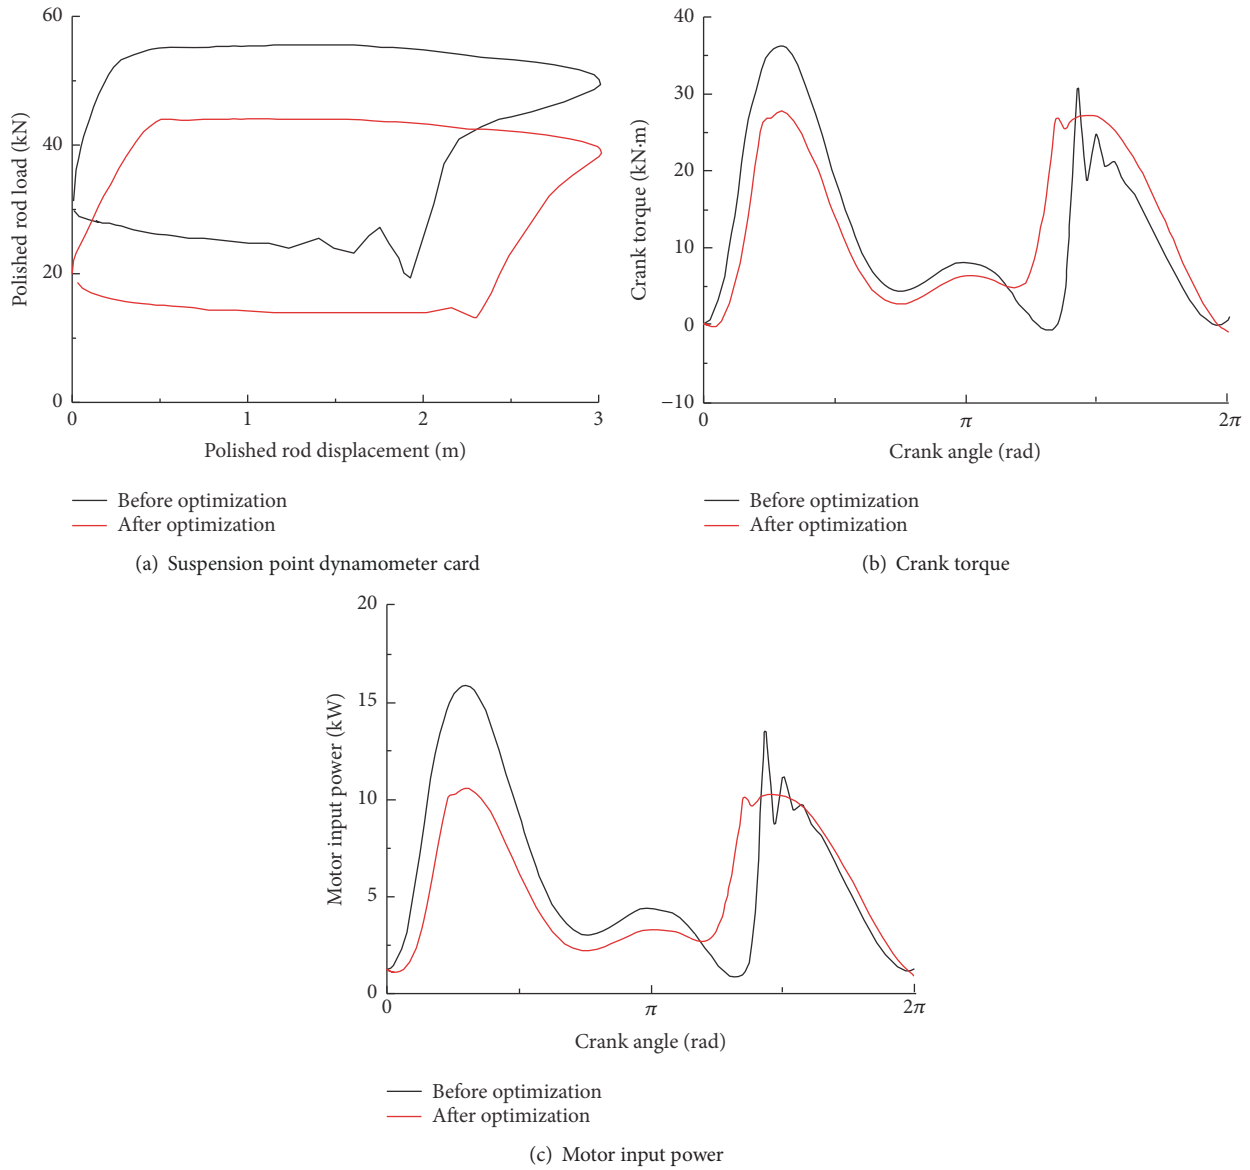 60
40
20
0
Polished rod load (kN)
0
1
2
3
Polished rod displacement (m)
Before optimization
After optimization
(a) Suspension point dynamometer card
40
30
20
10
0
−10
Crank torque (kN·m)
0
π
2π
Crank angle (rad)
Before optimization
After optimization
(b) Crank torque
20
15
10
5
0
Motor input power (kW)
0
π
2π
Crank angle (rad)
Before optimization
After optimization
(c) Motor input power